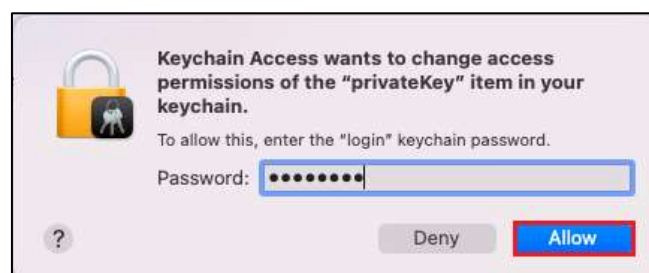 Keychain Access wants to change access
permissions of the “privateKey” item in your
keychain.
To allow this, enter the “login” keychain password.
Password: ●●●●●●●●
? Deny Allow